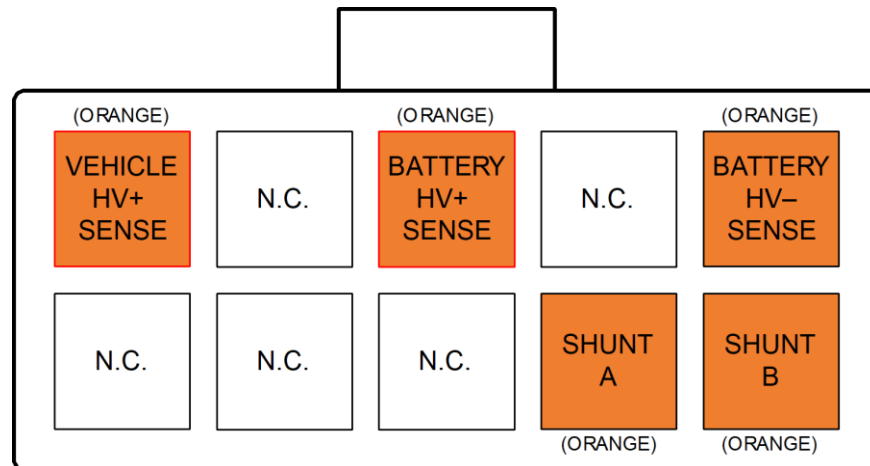 (ORANGE) (ORANGE) (ORANGE)
VEHICLE
HV+
SENSE
N.C.
BATTERY
HV+
SENSE
N.C.
BATTERY
HV–
SENSE
N.C.
N.C.
N.C.
SHUNT
A
SHUNT
B
(ORANGE) (ORANGE)